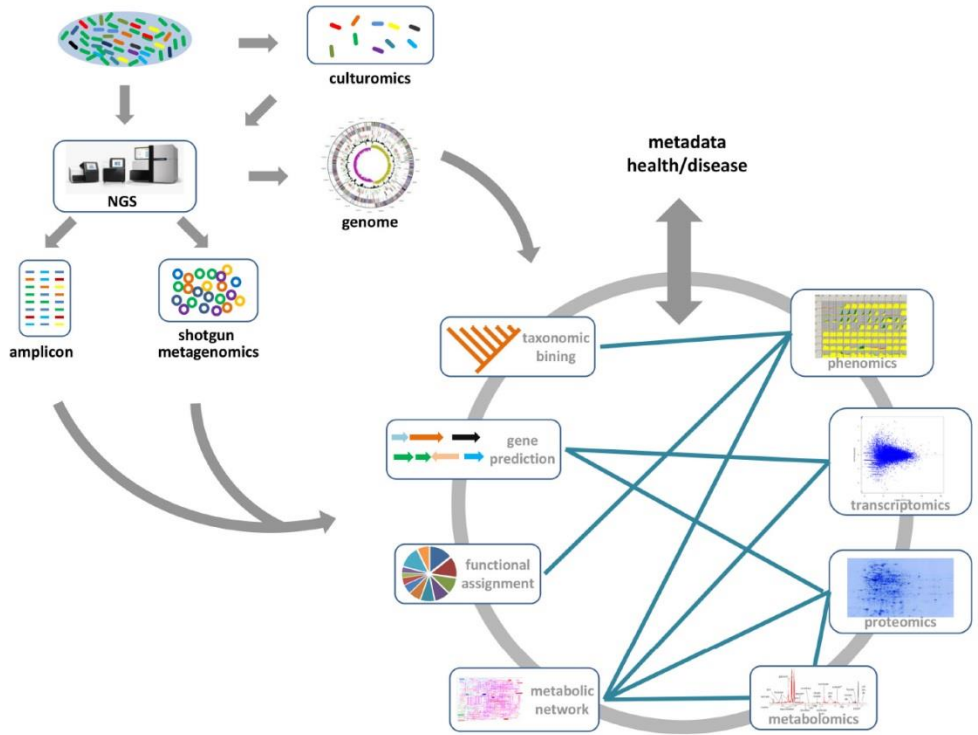 culturomics
metadata
health/disease
NGS
genome
amplicon
shotgun
metagenomics
taxonomic
bining
phenomics
gene
prediction
transcriptomics
functional
assignment
proteomics
metabolic
network
metabolomics